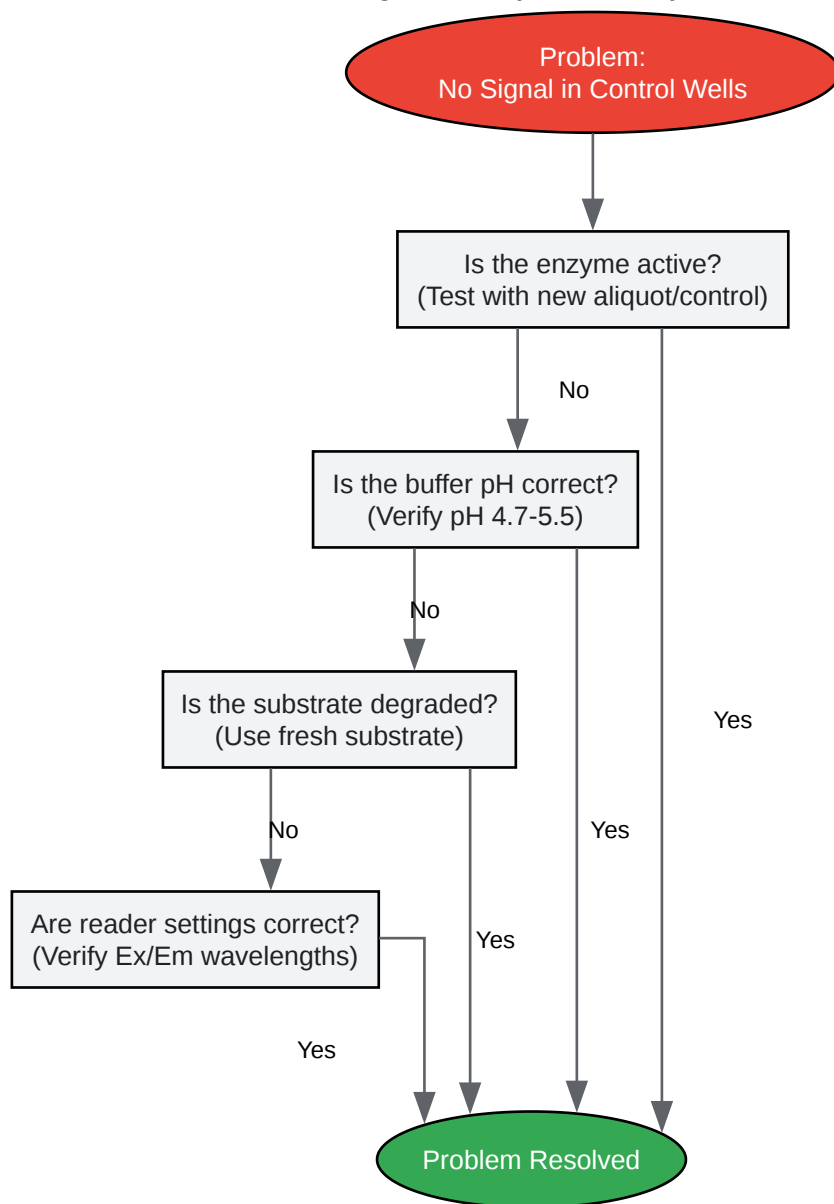 Problem:
No Signal in Control Wells
Is the enzyme active?
(Test with new aliquot/control)
No
Is the buffer pH correct?
(Verify pH 4.7-5.5)
No
Is the substrate degraded?
(Use fresh substrate)
Yes
No
Yes
Are reader settings correct?
(Verify Ex/Em wavelengths)
Yes
Yes
Problem Resolved